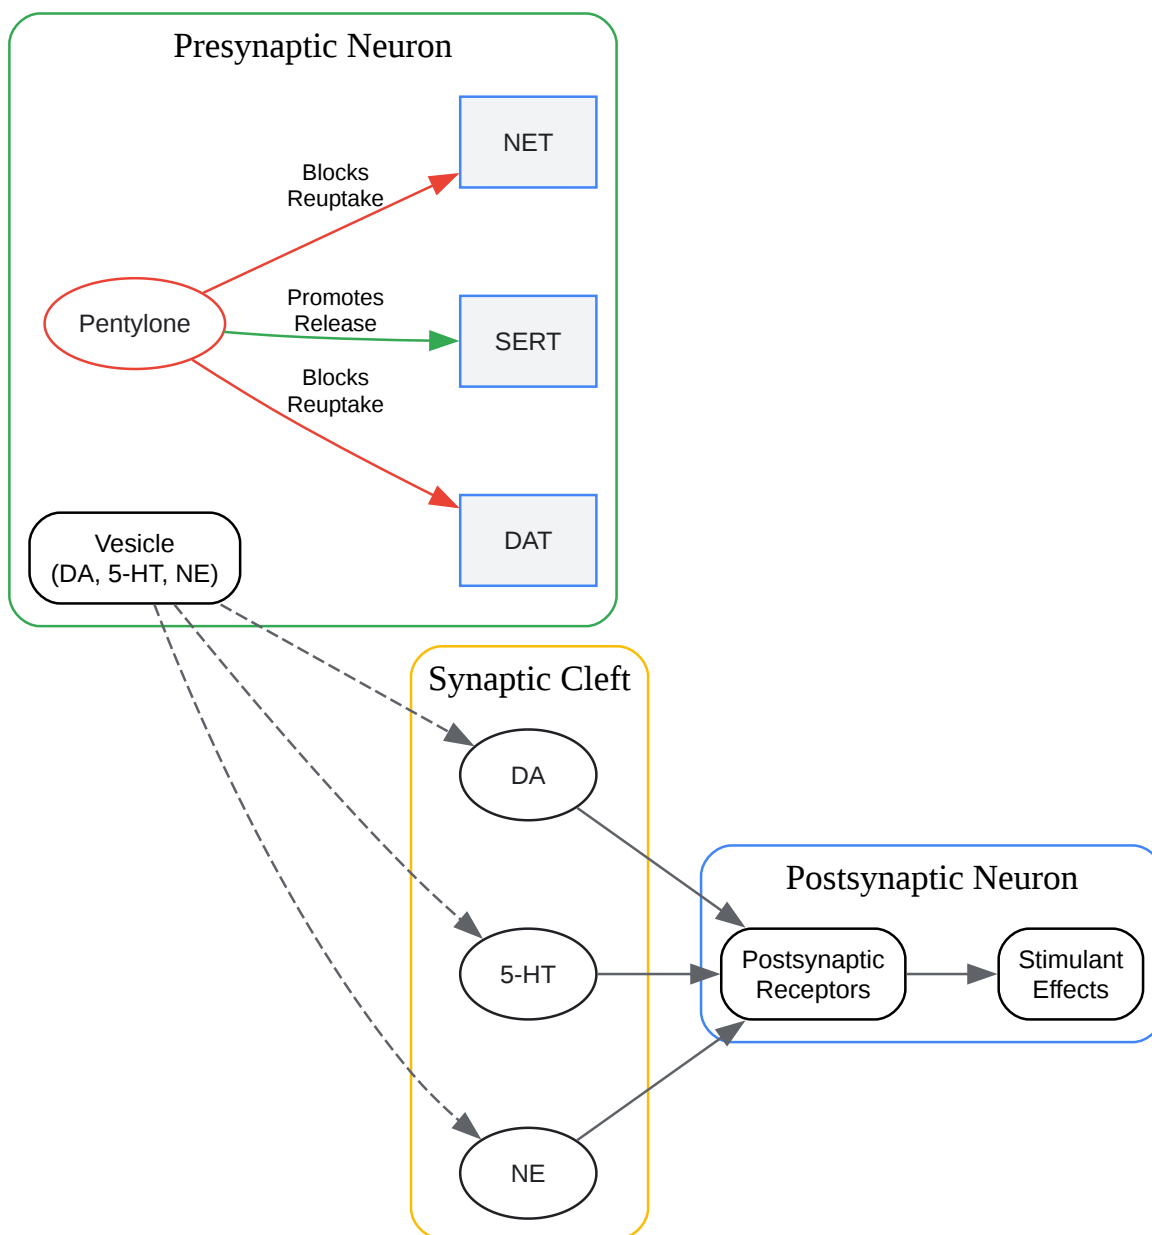 Presynaptic Neuron
NET
Blocks
Reuptake
Pentylone
Promotes
Release
SERT
Blocks
Reuptake
DAT
Vesicle
(DA, 5-HT, NE)
Synaptic Cleft
DA
5-HT
NE
Postsynaptic Neuron
Postsynaptic
Receptors
Stimulant
Effects